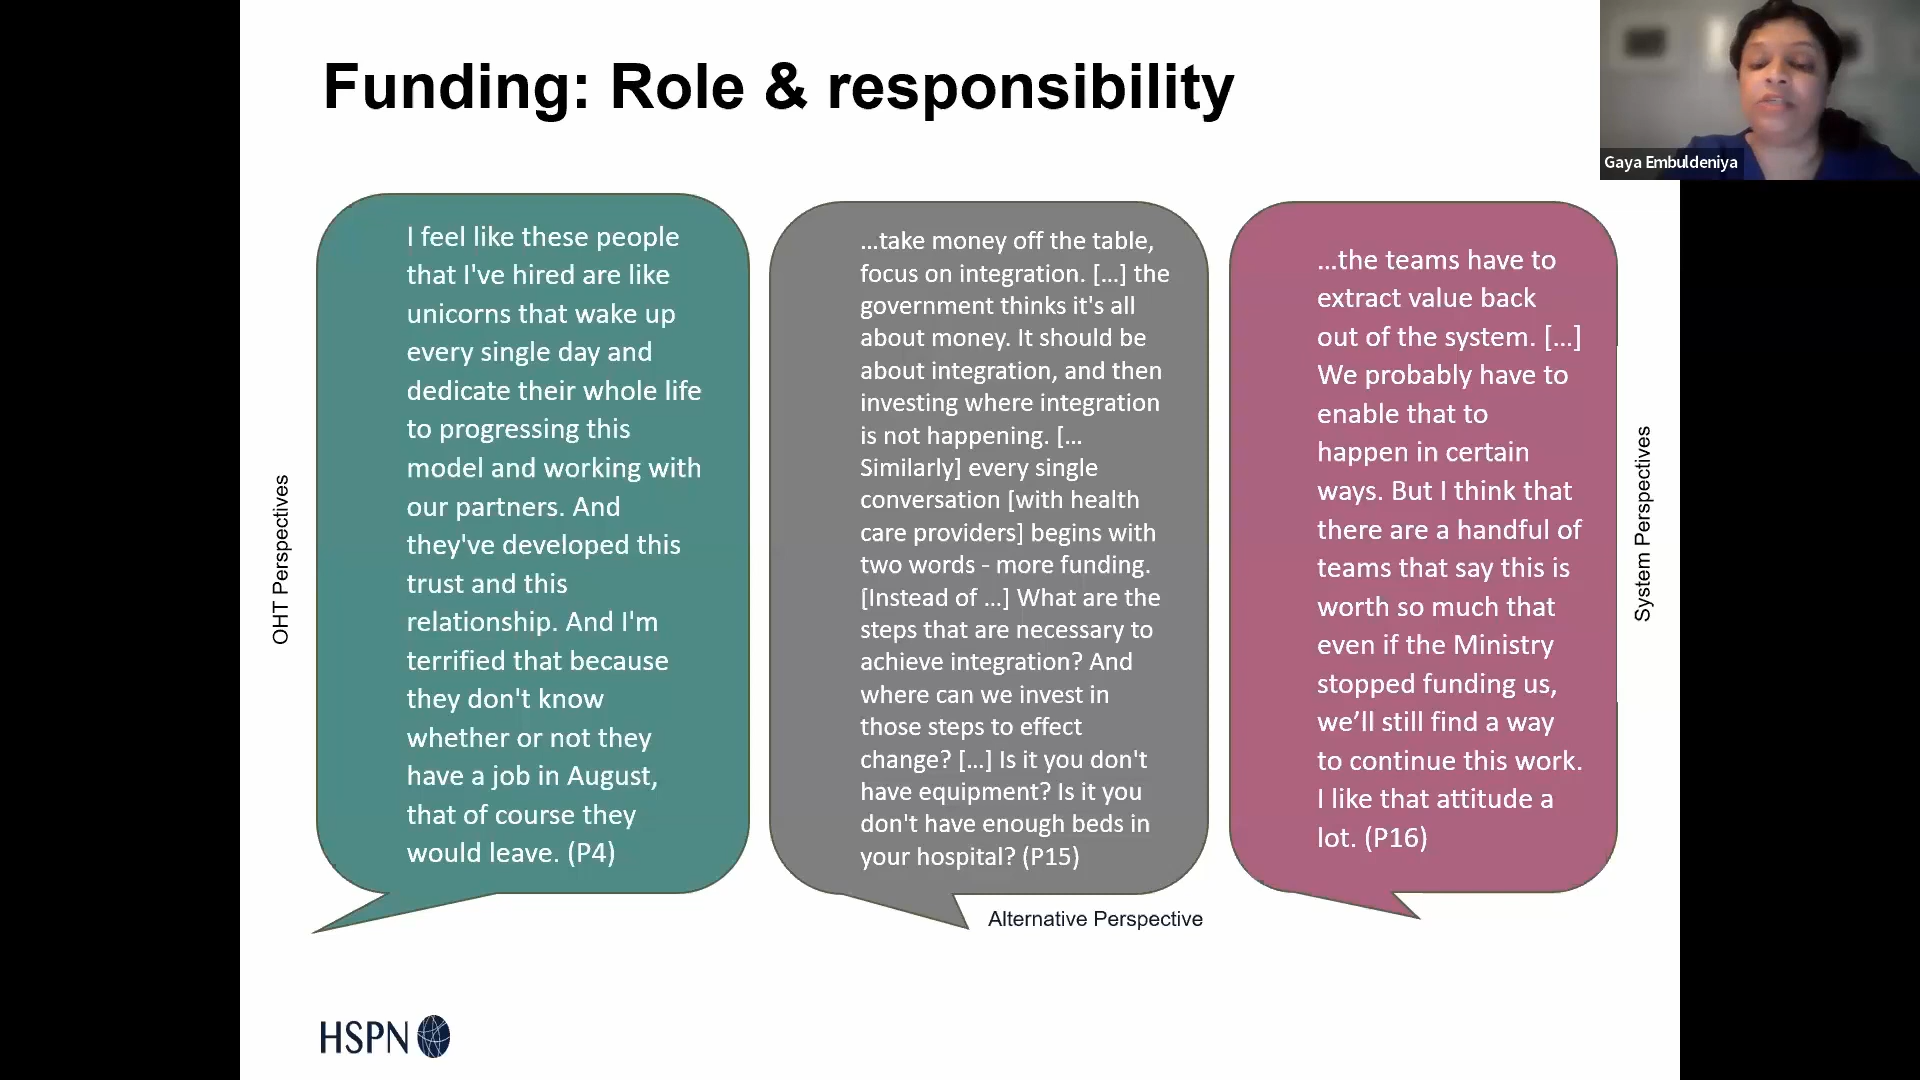 Funding: Role & responsibility
Gaya Embuldeniya
OHT Perspectives
I feel like these people
that I've hired are like
unicorns that wake up
every single day and
dedicate their whole life
to progressing this
model and working with
our partners. And
they've developed this
trust and this
relationship. And I'm
terrified that because
they don't know
whether or not they
have a job in August,
that of course they
would leave. (P4)
...take money off the table,
focus on integration. [...] the
government thinks it's all
about money. It should be
about integration, and then
investing where integration
is not happening. [...
Similarly] every single
conversation [with health
care providers] begins with
two words - more funding.
[Instead of ...] What are the
steps that are necessary to
achieve integration? And
where can we invest in
those steps to effect
change? [...] Is it you don't
have equipment? Is it you
don't have enough beds in
your hospital? (P15)
Alternative Perspective
...the teams have to
extract value back
out of the system. [...]
We probably have to
enable that to
happen in certain
ways. But I think that
there are a handful of
teams that say this is
worth so much that
even if the Ministry
stopped funding us,
we’ll still find a way
to continue this work.
I like that attitude a
lot. (P16)
System Perspectives
HSPN